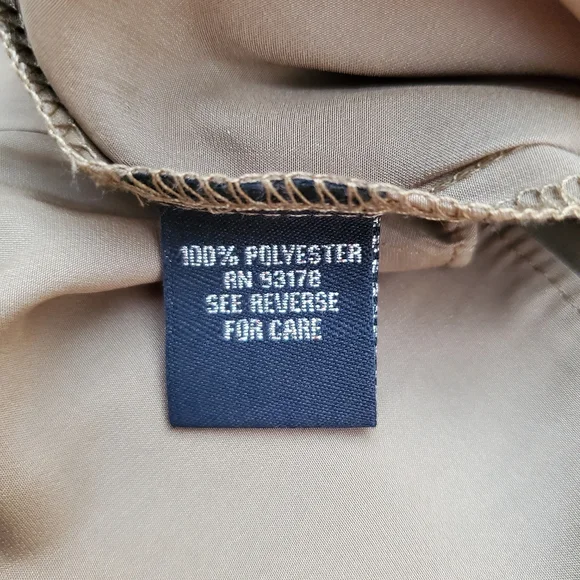 100% POLYESTER
RN 93178
SEE REVERSE
FOR CARE